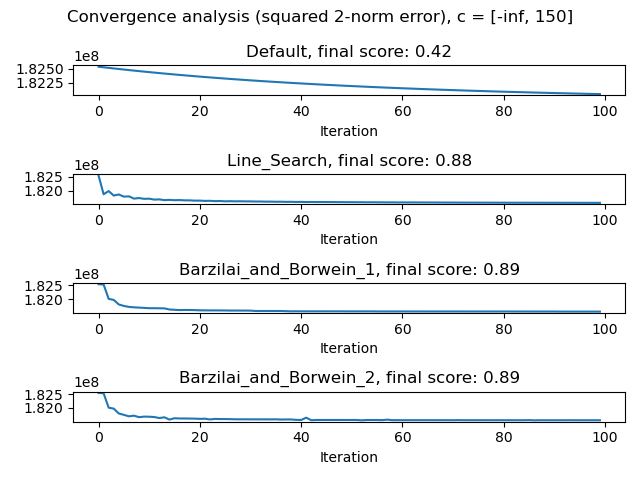 Convergence analysis (squared 2-norm error), c = [-inf, 150]
1e8
Default, final score: 0.42
1.8250
1.8225
0 20 40 60 80 100
Iteration
1e8
Line_Search, final score: 0.88
1.825
1.820
0 20 40 60 80 100
Iteration
1e8
Barzilai_and_Borwein_1, final score: 0.89
1.825
1.820
0 20 40 60 80 100
Iteration
1e8
Barzilai_and_Borwein_2, final score: 0.89
1.825
1.820
0 20 40 60 80 100
Iteration